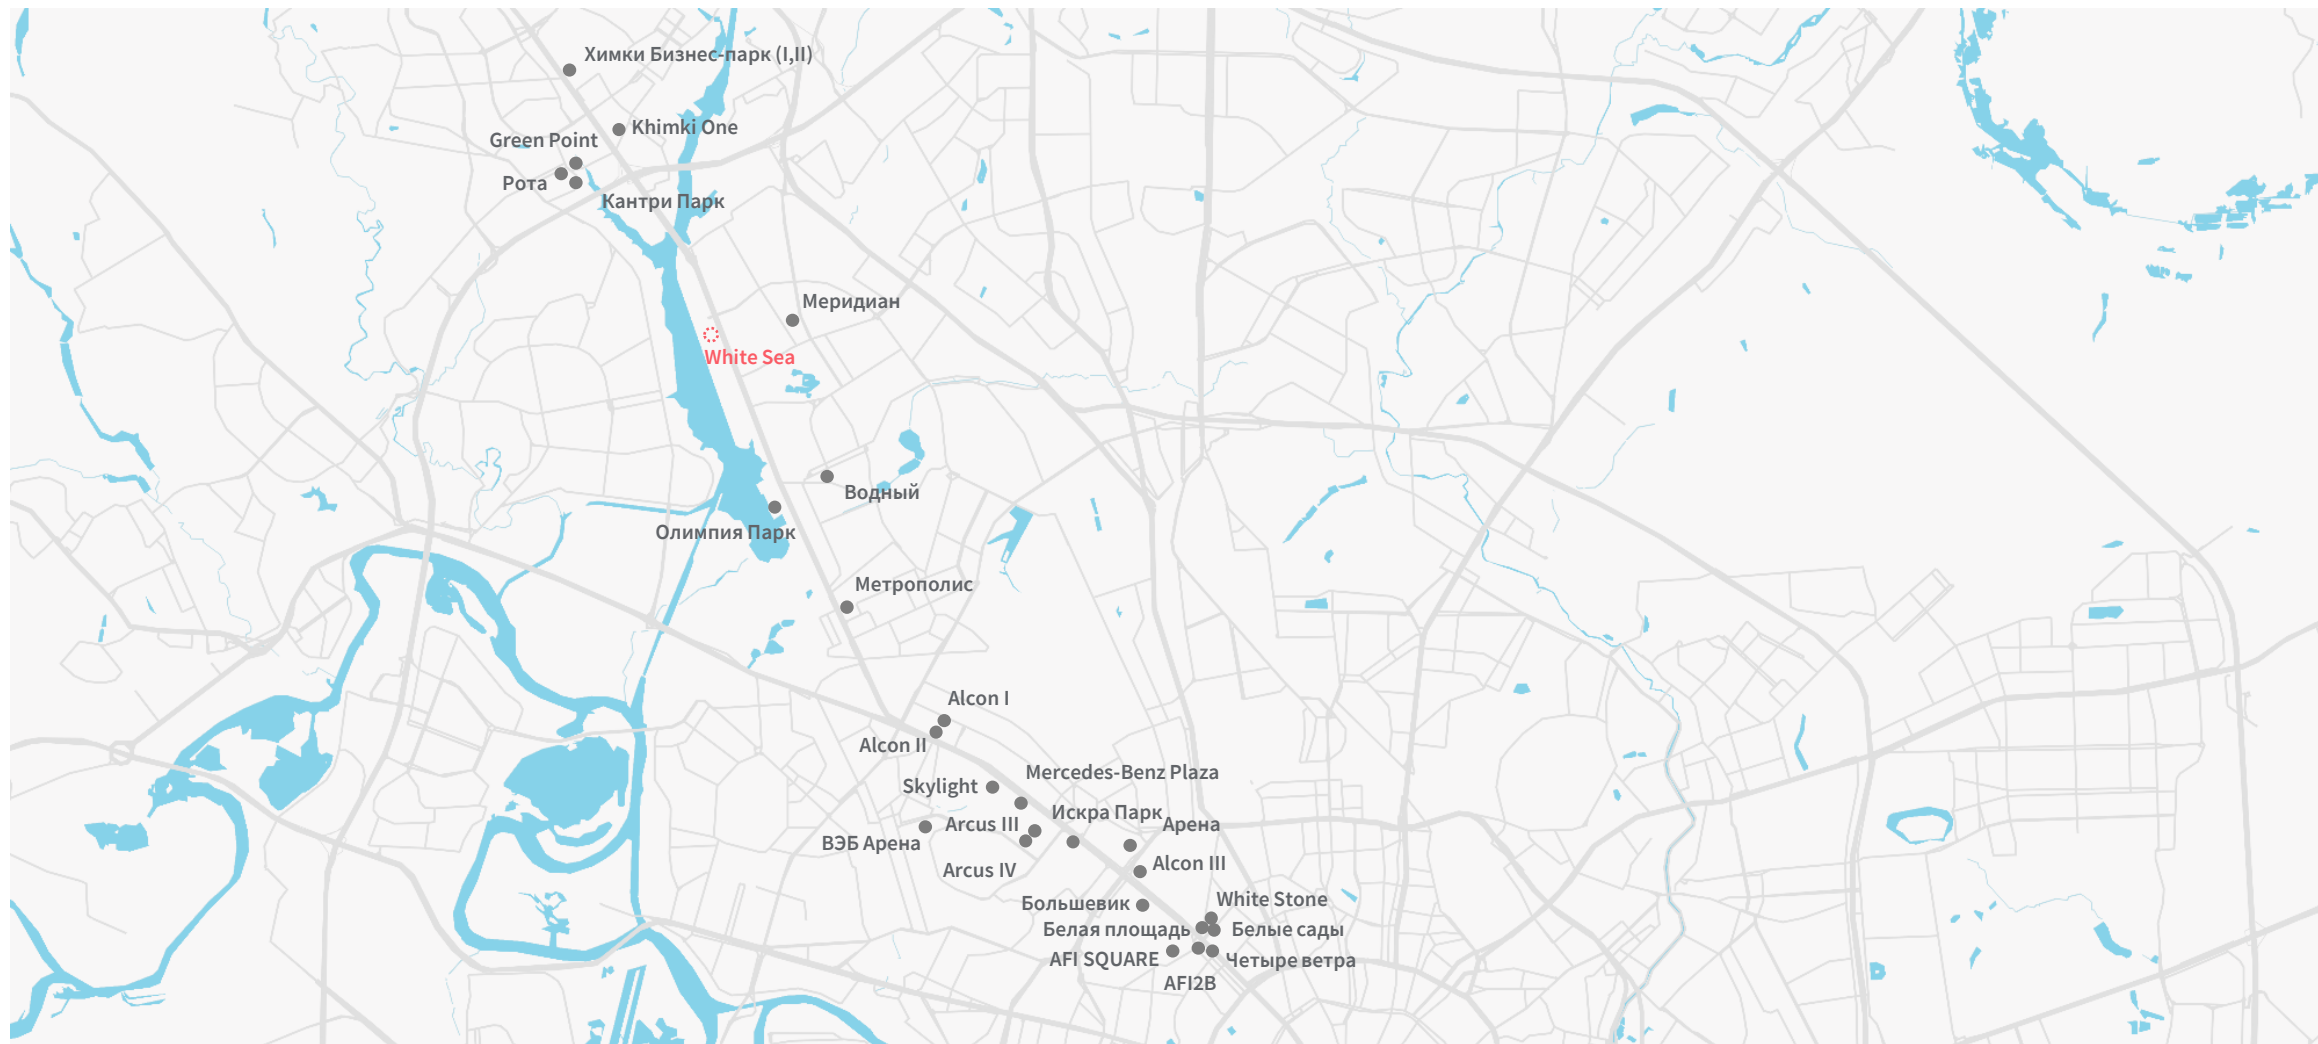 Химки Бизнес-парк (I,II)
Khimki One
Green Point
Рота
Кантри Парк
Меридиан
White Sea
Водный
Олимпия Парк
Метрополис
Alcon I
Alcon II
Mercedes-Benz Plaza
Skylight
Искра Парк
Arcus III
Арена
ВЭБ Арена
Alcon III
Arcus IV
White Stone
Большевик
Белая площадь
Белые сады
AFI SQUARE
Четыре ветра
AFI2B